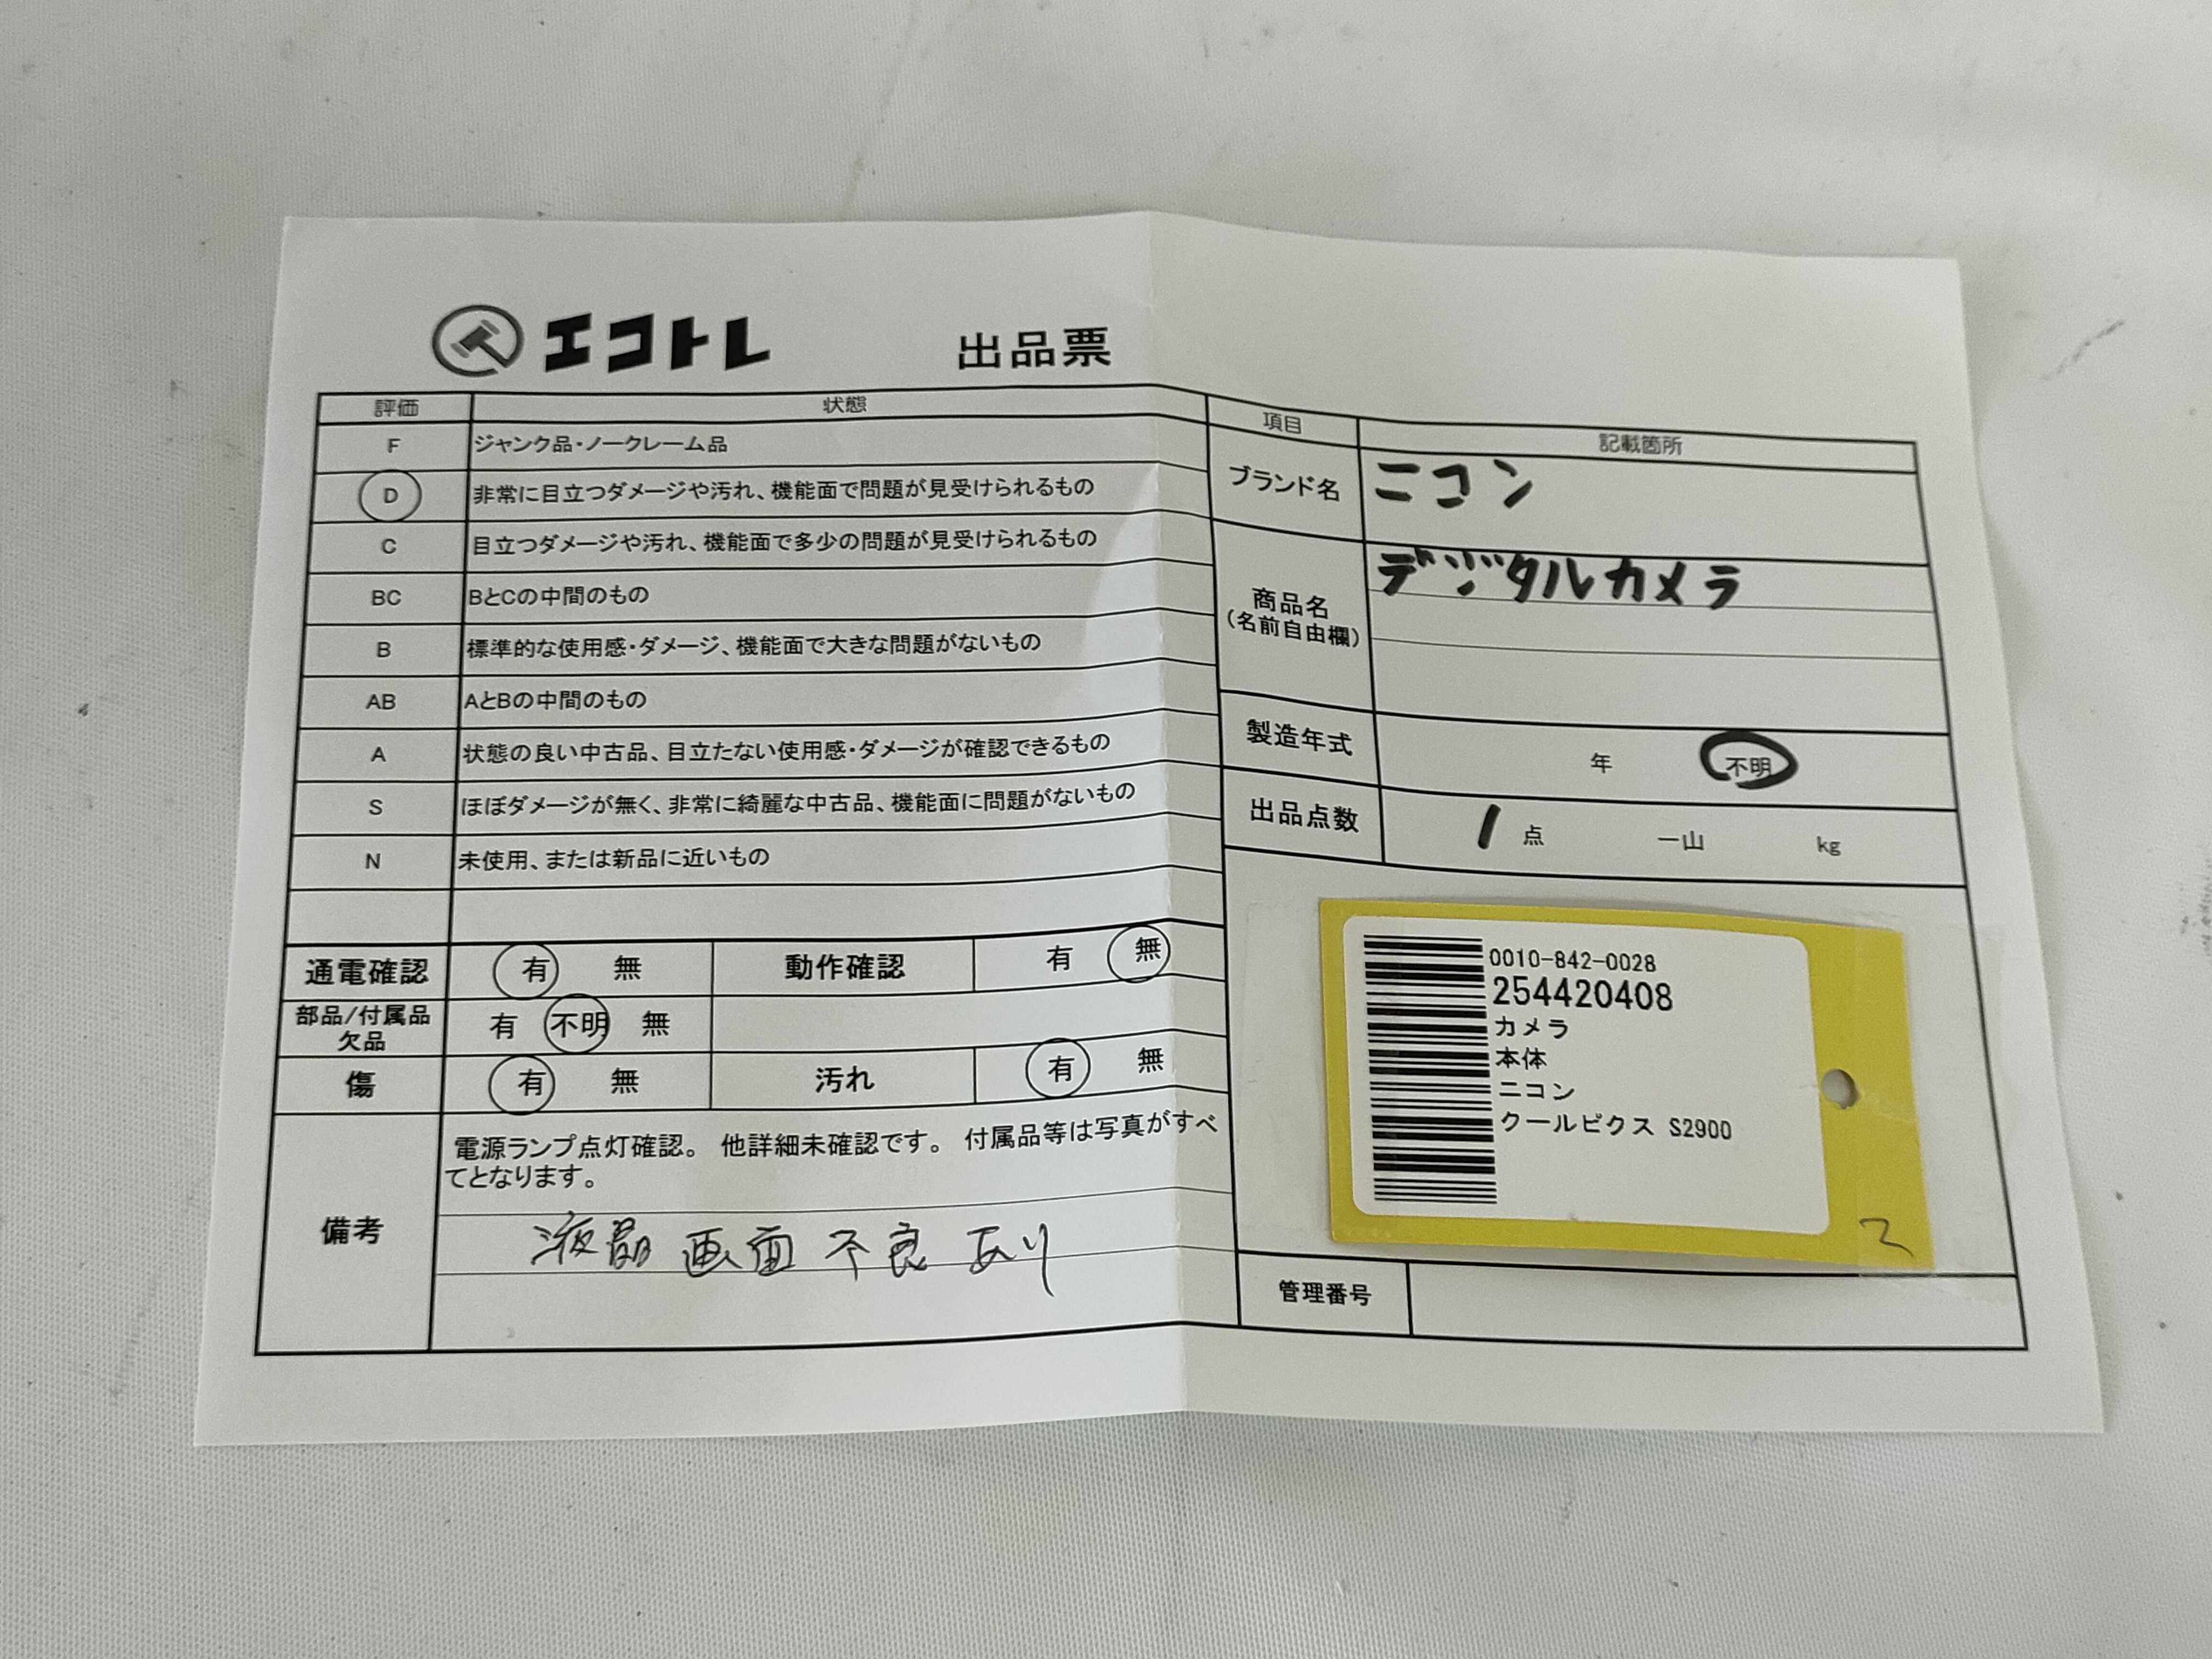 エコトレ 出品票
評価 状態
F ジャンク品・ノークレーム品
D 非常に目立つダメージや汚れ、機能面で問題が見受けられるもの
C 目立つダメージや汚れ、機能面で多少の問題が見受けられるもの
BC BとCの中間のもの
B 標準的な使用感・ダメージ、機能面で大きな問題がないもの
AB AとBの中間のもの
A 状態の良い中古品、目立たない使用感・ダメージが確認できるもの
S ほぼダメージが無く、非常に綺麗な中古品、機能面に問題がないもの
N 未使用、または新品に近いもの
通電確認 有 無 動作確認 有 無
部品/付属品 欠品 有 不明 無
傷 有 無 汚れ 有 無
備考
電源ランプ点灯確認。 他詳細未確認です。 付属品等は写真がすべ
てとなります。
液晶画面不良あり
項目 記載箇所
ブランド名 ニコン
商品名 デジタルカメラ
(名前自由欄)
製造年式 年 不明
出品点数 1 点 一山 kg
0010-842-0028
254420408
カメラ
本体
ニコン
クールピクス S2900
管理番号